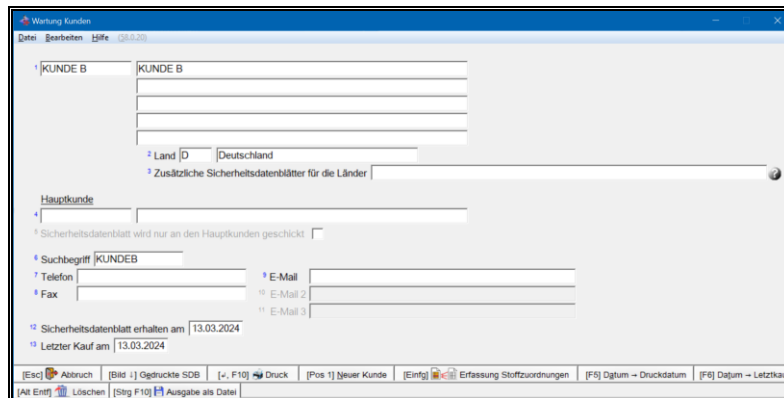 Wartung Kunden
Datei Bearbeiten Hilfe (§6.0.20)
1 KUNDE B KUNDE B
2 Land D Deutschland
3 Zusätzliche Sicherheitsdatenblätter für die Länder
Hauptkunde
4
5 Sicherheitsdatenblatt wird nur an den Hauptkunden geschickt
6 Suchbegriff KUNDEB
7 Telefon 9 E-Mail
8 Fax 10 E-Mail 2
11 E-Mail 3
12 Sicherheitsdatenblatt erhalten am 13.03.2024
13 Letzter Kauf am 13.03.2024
[Esc] Abbruch [Bild ↓] Gedruckte SDB [↲, F10] Druck [Pos 1] Neuer Kunde [Einfg] Erfassung Stoffzuordnungen [F5] Datum → Druckdatum [F6] Datum → Letztkau
[Alt Entf] Löschen [Strg F10] Ausgabe als Datei